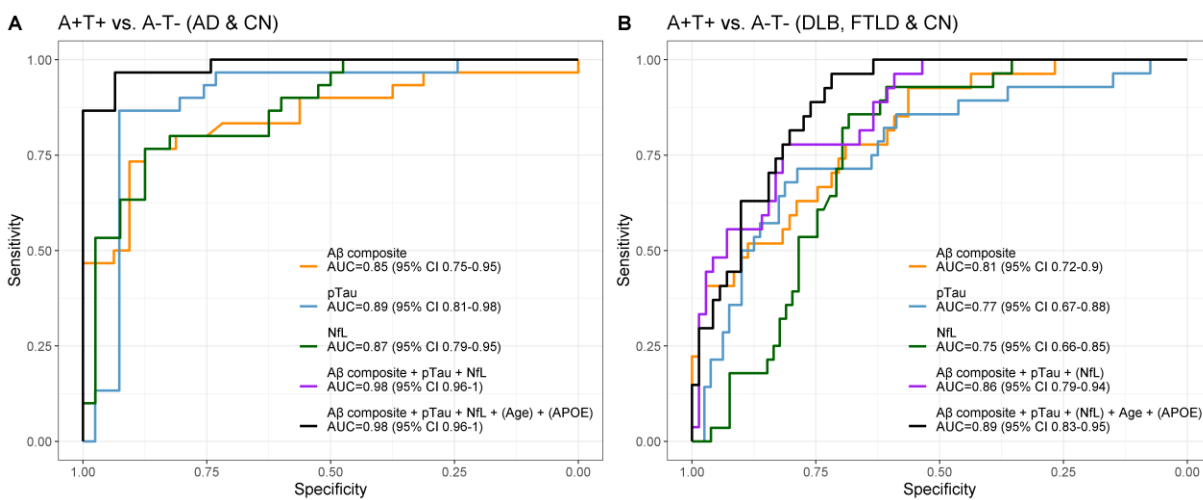 A
A+T+ vs. A-T- (AD & CN)
1.00
0.75
0.50
0.25
0.00
Sensitivity
Aβ composite
AUC=0.85 (95% CI 0.75-0.95)
pTau
AUC=0.89 (95% CI 0.81-0.98)
NfL
AUC=0.87 (95% CI 0.79-0.95)
Aβ composite + pTau + NfL
AUC=0.98 (95% CI 0.96-1)
Aβ composite + pTau + NfL + (Age) + (APOE)
AUC=0.98 (95% CI 0.96-1)
1.00 0.75 0.50 0.25 0.00
Specificity
B
A+T+ vs. A-T- (DLB, FTLD & CN)
1.00
0.75
0.50
0.25
0.00
Sensitivity
Aβ composite
AUC=0.81 (95% CI 0.72-0.9)
pTau
AUC=0.77 (95% CI 0.67-0.88)
NfL
AUC=0.75 (95% CI 0.66-0.85)
Aβ composite + pTau + (NfL)
AUC=0.86 (95% CI 0.79-0.94)
Aβ composite + pTau + (NfL) + Age + (APOE)
AUC=0.89 (95% CI 0.83-0.95)
1.00 0.75 0.50 0.25 0.00
Specificity